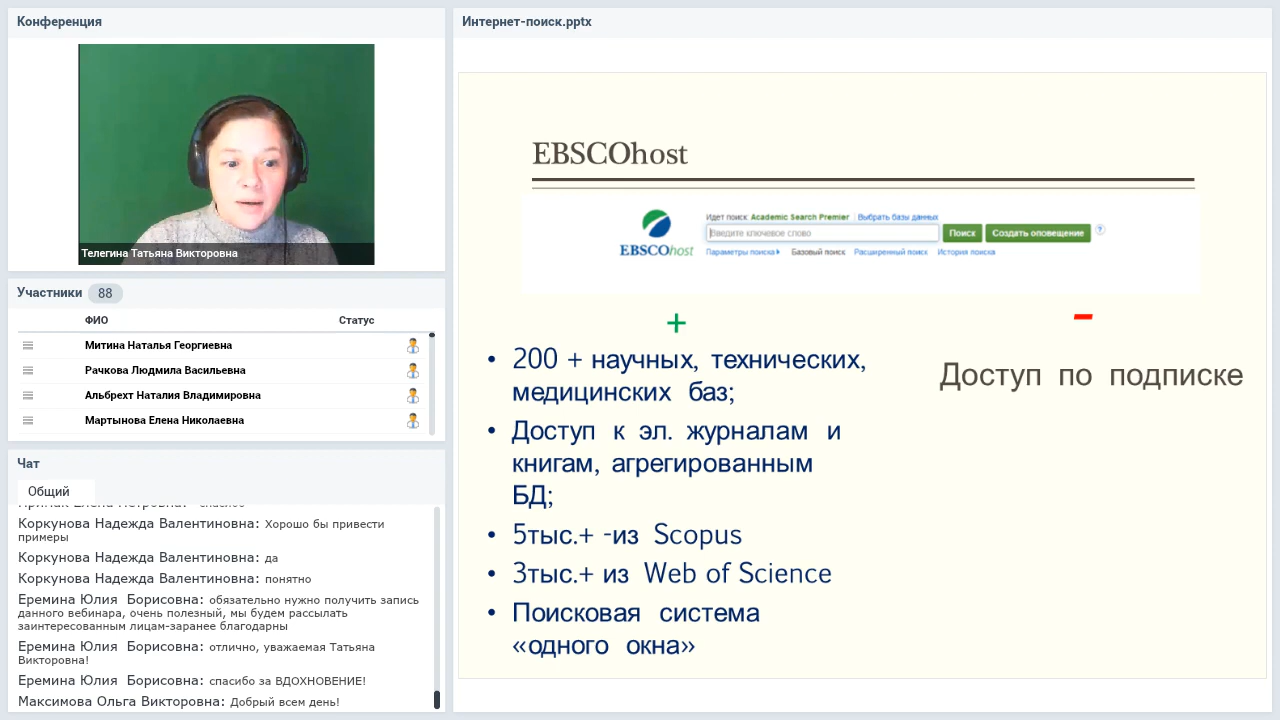 Конференция
Телегина Татьяна Викторовна
Участники 88
ФИО Статус
Митина Наталья Георгиевна
Рачкова Людмила Васильевна
Альбрехт Наталия Владимировна
Мартынова Елена Николаевна
Чат
Общий
Коркунова Надежда Валентиновна: Хорошо бы привести
примеры
Коркунова Надежда Валентиновна: да
Коркунова Надежда Валентиновна: понятно
Еремина Юлия Борисовна: обязательно нужно получить запись
данного вебинара, очень полезный, мы будем рассылать
заинтересованным лицам-заранее благодарны
Еремина Юлия Борисовна: отлично, уважаемая Татьяна
Викторовна!
Еремина Юлия Борисовна: спасибо за ВДОХНОВЕНИЕ!
Максимова Ольга Викторовна: Добрый всем день!
Интернет-поиск.pptx
EBSCOhost
Идет поиск: Academic Search Premier | Выбрать базы данных
Введите ключевое слово Поиск Создать оповещение ?
EBSCOhost
Параметры поиска Базовый поиск Расширенный поиск История поиска
+
• 200 + научных, технических,
медицинских баз;
• Доступ к эл. журналам и
книгам, агрегированным
БД;
• 5тыс.+ -из Scopus
• 3тыс.+ из Web of Science
• Поисковая система
«одного окна»
-
Доступ по подписке